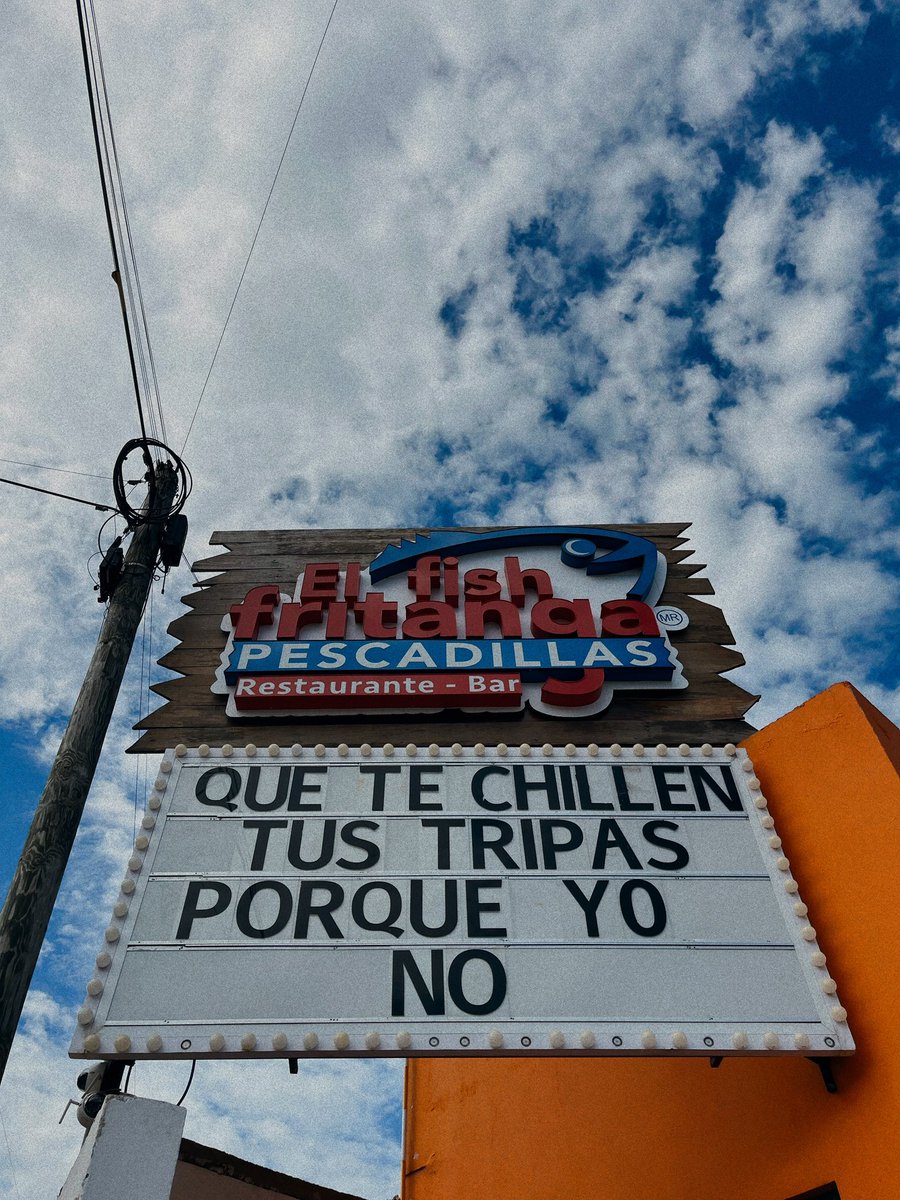 El fish
fritanga
MR
PESCADILLAS
Restaurante - Bar
QUE TE CHILLEN
TUS TRIPAS
PORQUE YO
NO